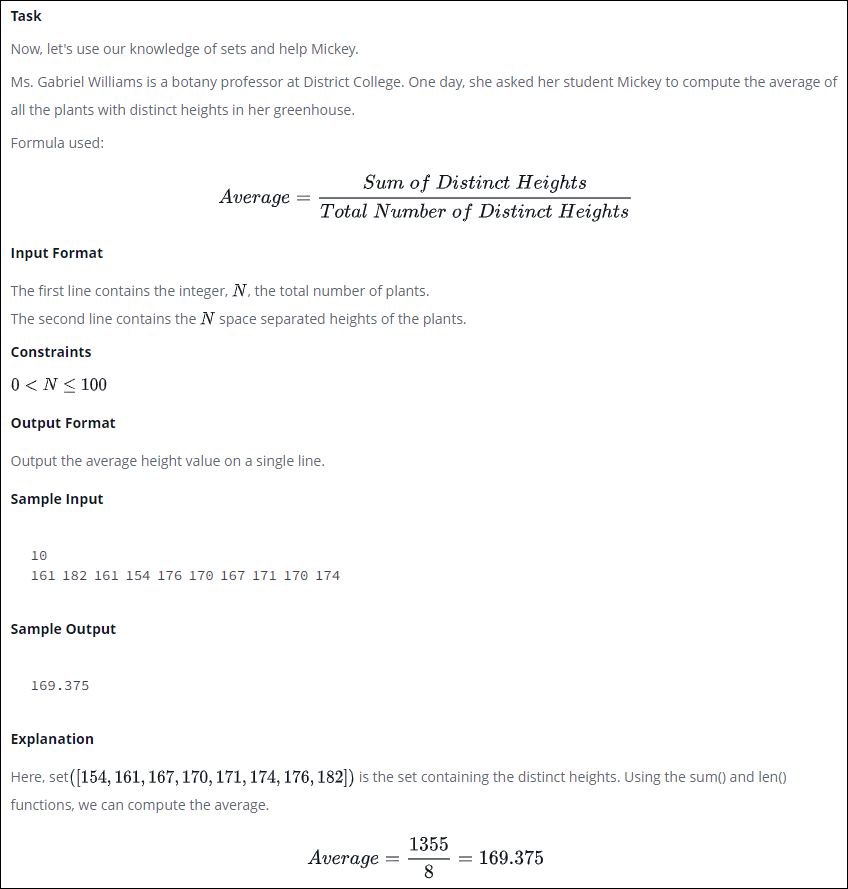 Task
Now, let's use our knowledge of sets and help Mickey.
Ms. Gabriel Williams is a botany professor at District College. One day, she asked her student Mickey to compute the average of
all the plants with distinct heights in her greenhouse.
Formula used:
Average = Sum of Distinct Heights / Total Number of Distinct Heights
Input Format
The first line contains the integer, N, the total number of plants.
The second line contains the N space separated heights of the plants.
Constraints
0 < N ≤ 100
Output Format
Output the average height value on a single line.
Sample Input
10
161 182 161 154 176 170 167 171 170 174
Sample Output
169.375
Explanation
Here, set([154, 161, 167, 170, 171, 174, 176, 182]) is the set containing the distinct heights. Using the sum() and len()
functions, we can compute the average.
Average = 1355 / 8 = 169.375